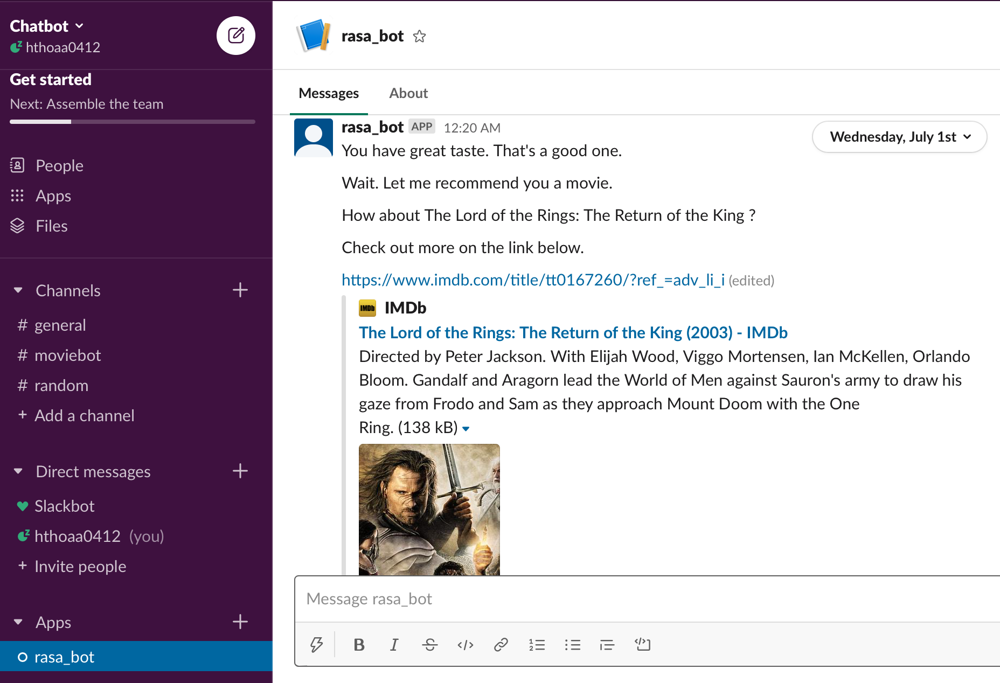 Chatbot
hthoaa0412
Get started
Next: Assemble the team
People
Apps
Files
Channels
# general
# moviebot
# random
+ Add a channel
Direct messages
Slackbot
hthoaa0412 (you)
+ Invite people
Apps
rasa_bot
rasa_bot
Messages About
rasa_bot APP 12:20 AM
Wednesday, July 1st
You have great taste. That's a good one.
Wait. Let me recommend you a movie.
How about The Lord of the Rings: The Return of the King ?
Check out more on the link below.
https://www.imdb.com/title/tt0167260/?ref_=adv_li_i (edited)
IMDb IMDb
The Lord of the Rings: The Return of the King (2003) - IMDb
Directed by Peter Jackson. With Elijah Wood, Viggo Mortensen, Ian McKellen, Orlando
Bloom. Gandalf and Aragorn lead the World of Men against Sauron's army to draw his
gaze from Frodo and Sam as they approach Mount Doom with the One
Ring. (138 kB)
Message rasa_bot